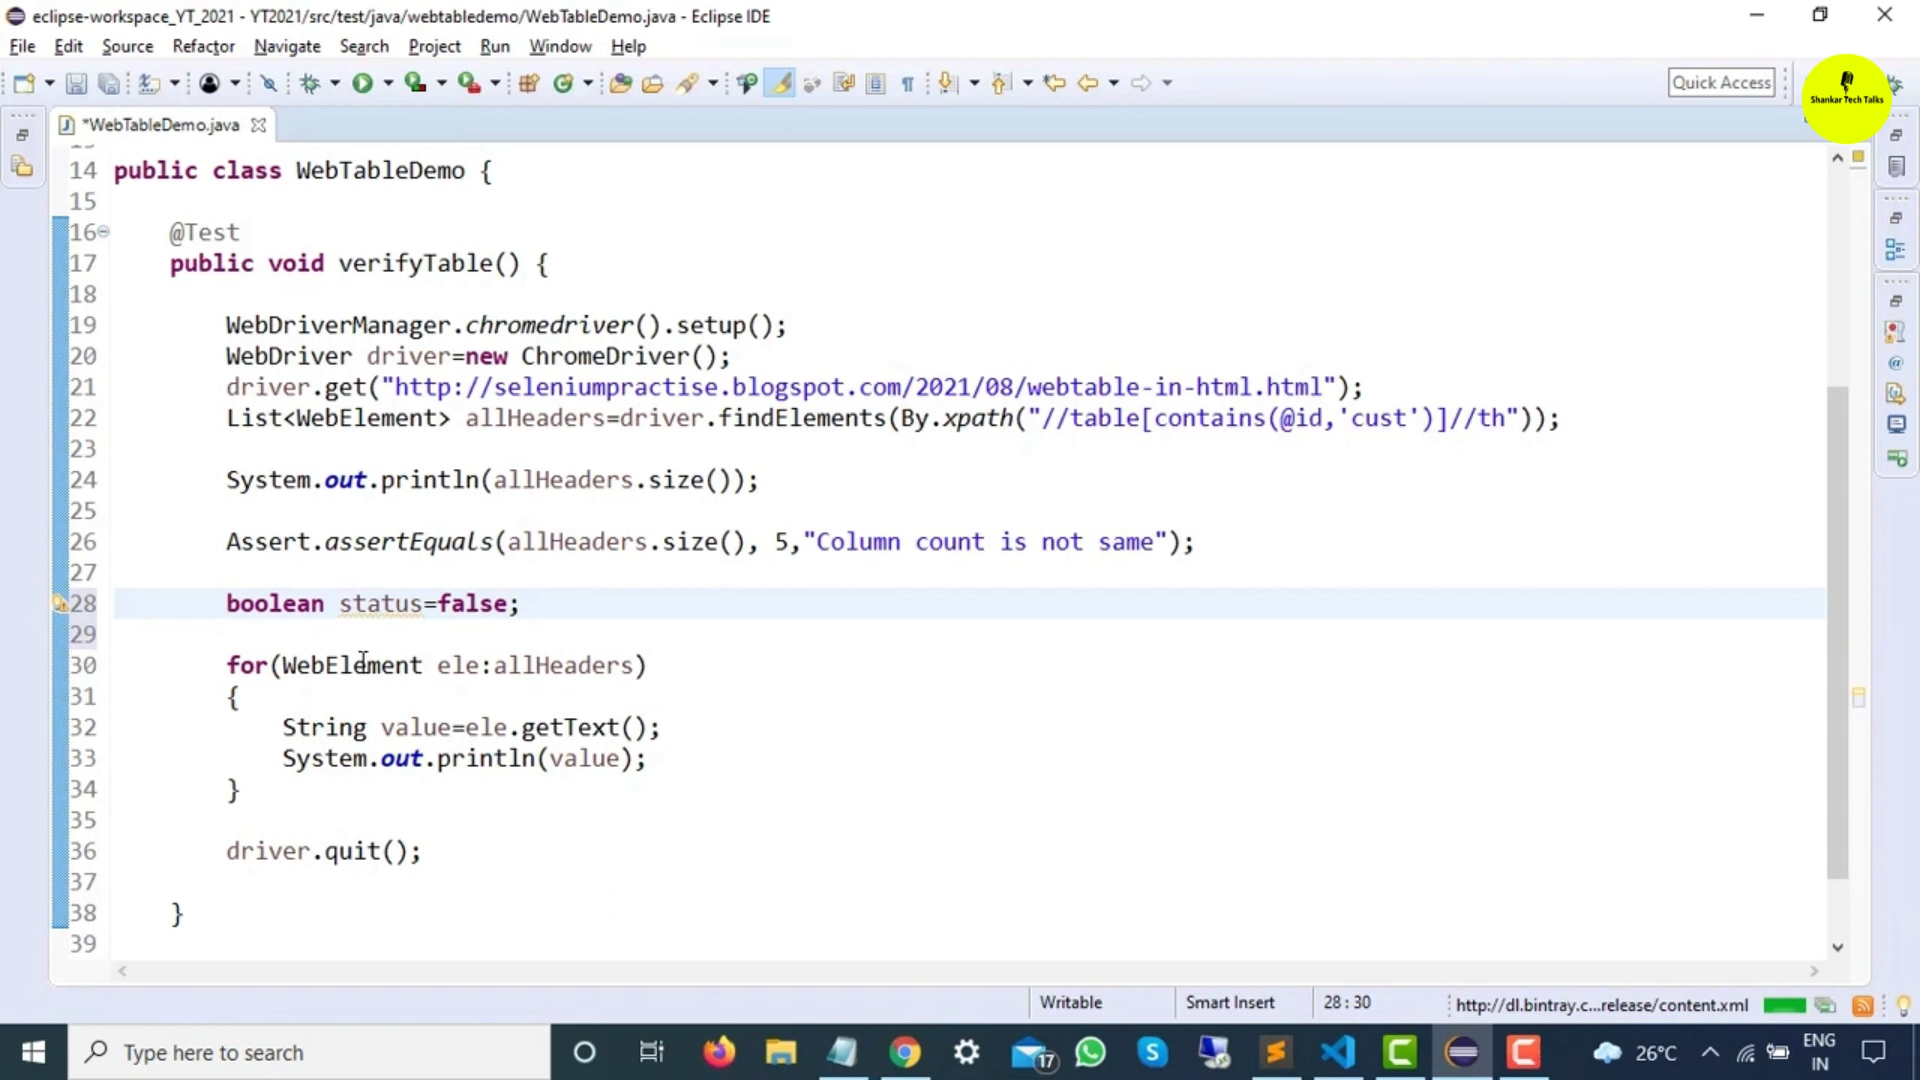 eclipse-workspace_YT_2021 - YT2021/src/test/java/webtabledemo/WebTableDemo.java - Eclipse IDE
File Edit Source Refactor Navigate Search Project Run Window Help
Quick Access
Shankar Tech Talks
*WebTableDemo.java
14 public class WebTableDemo {
15
16 @Test
17 public void verifyTable() {
18
19 WebDriverManager.chromedriver().setup();
20 WebDriver driver=new ChromeDriver();
21 driver.get("http://seleniumpractise.blogspot.com/2021/08/webtable-in-html.html");
22 List<WebElement> allHeaders=driver.findElements(By.xpath("//table[contains(@id,'cust')]//th"));
23
24 System.out.println(allHeaders.size());
25
26 Assert.assertEquals(allHeaders.size(), 5,"Column count is not same");
27
28 boolean status=false;
29
30 for(WebElement ele:allHeaders)
31 {
32 String value=ele.getText();
33 System.out.println(value);
34 }
35
36 driver.quit();
37
38 }
39
Writable Smart Insert 28 : 30 http://dl.bintray.c...release/content.xml
Type here to search 17 26°C ENG
IN